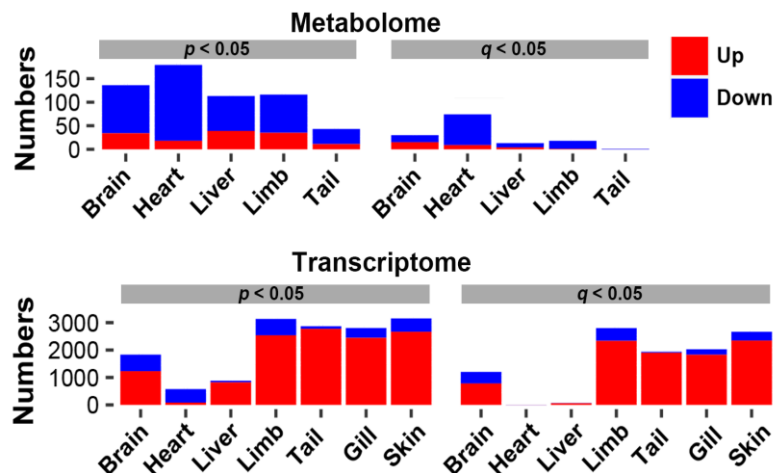 Metabolome
p < 0.05
q < 0.05
Up
Down
Numbers
150
100
50
0
Brain
Heart
Liver
Limb
Tail
Brain
Heart
Liver
Limb
Tail
Transcriptome
p < 0.05
q < 0.05
Numbers
3000
2000
1000
0
Brain
Heart
Liver
Limb
Tail
Gill
Skin
Brain
Heart
Liver
Limb
Tail
Gill
Skin